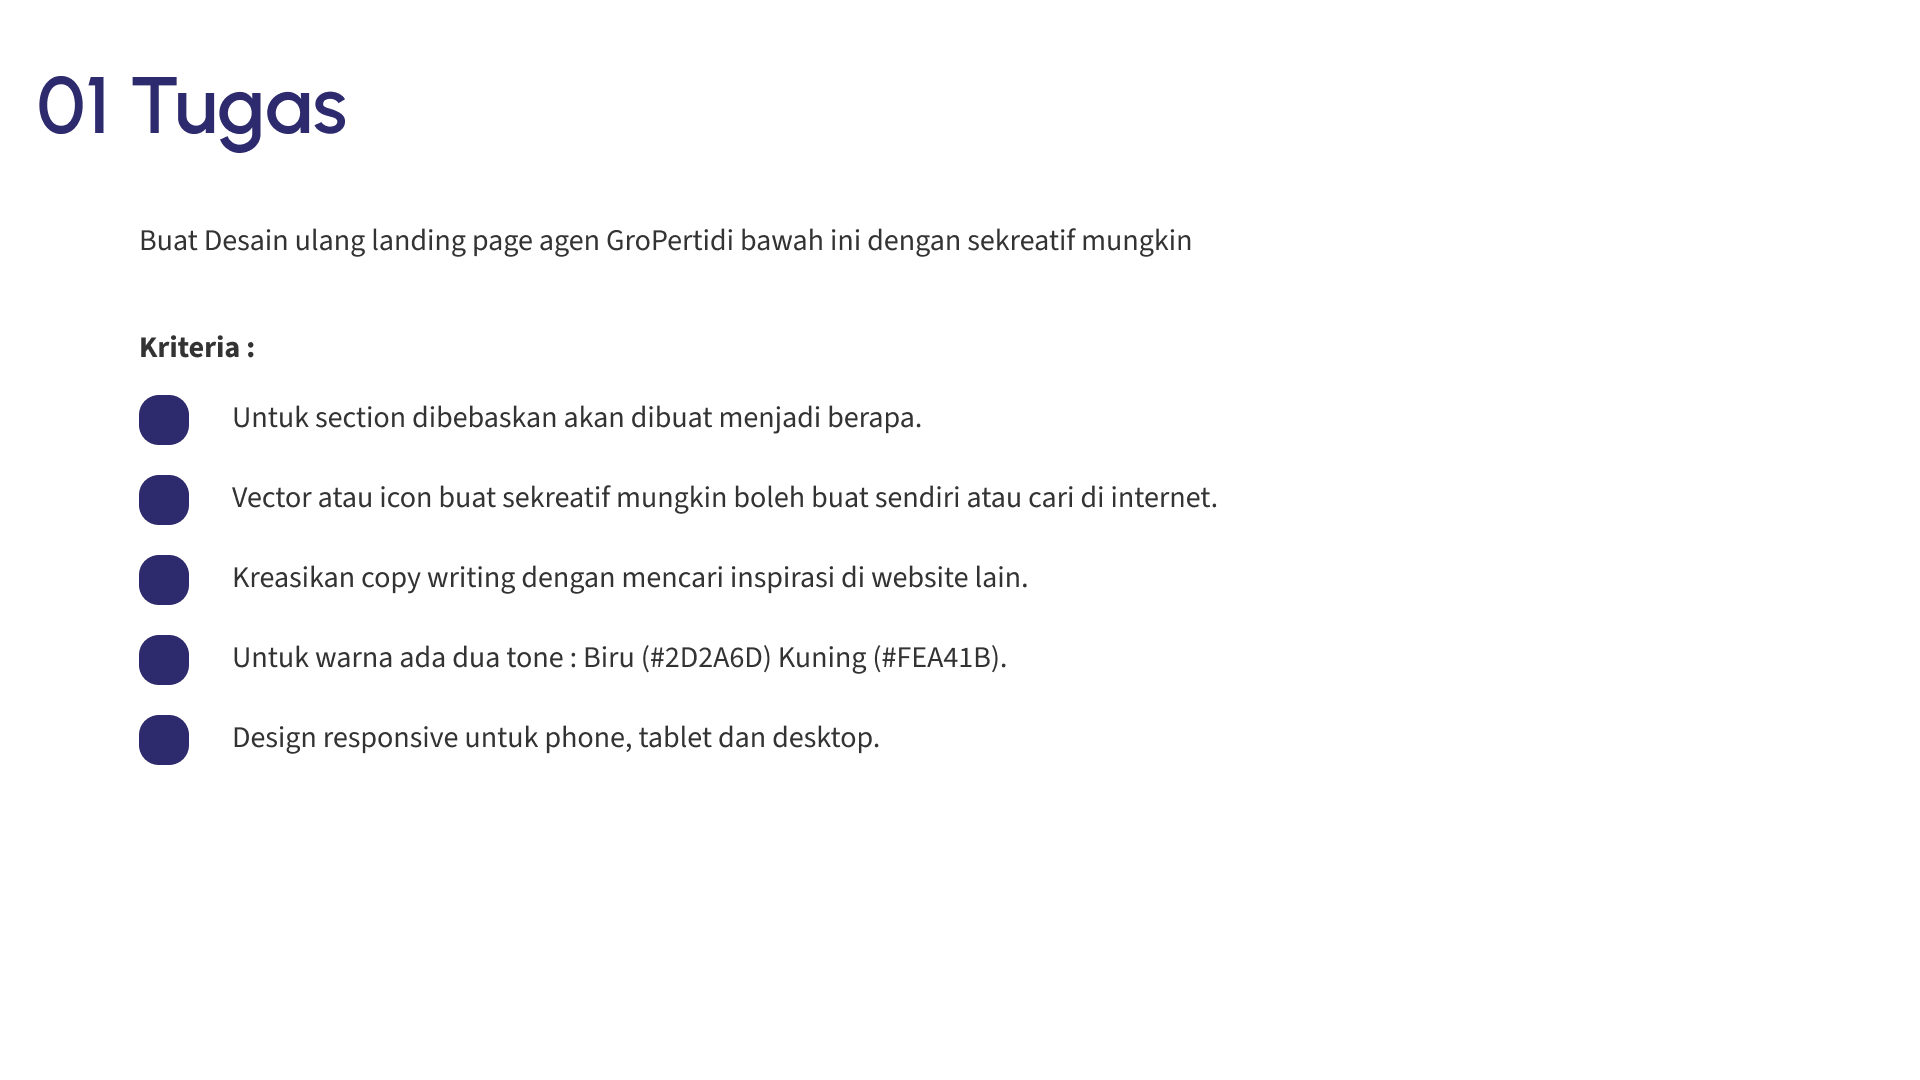 01 Tugas
Buat Desain ulang landing page agen GroPertidi bawah ini dengan sekreatif mungkin
Kriteria :
Untuk section dibebaskan akan dibuat menjadi berapa.
Vector atau icon buat sekreatif mungkin boleh buat sendiri atau cari di internet.
Kreasikan copy writing dengan mencari inspirasi di website lain.
Untuk warna ada dua tone : Biru (#2D2A6D) Kuning (#FEA41B).
Design responsive untuk phone, tablet dan desktop.